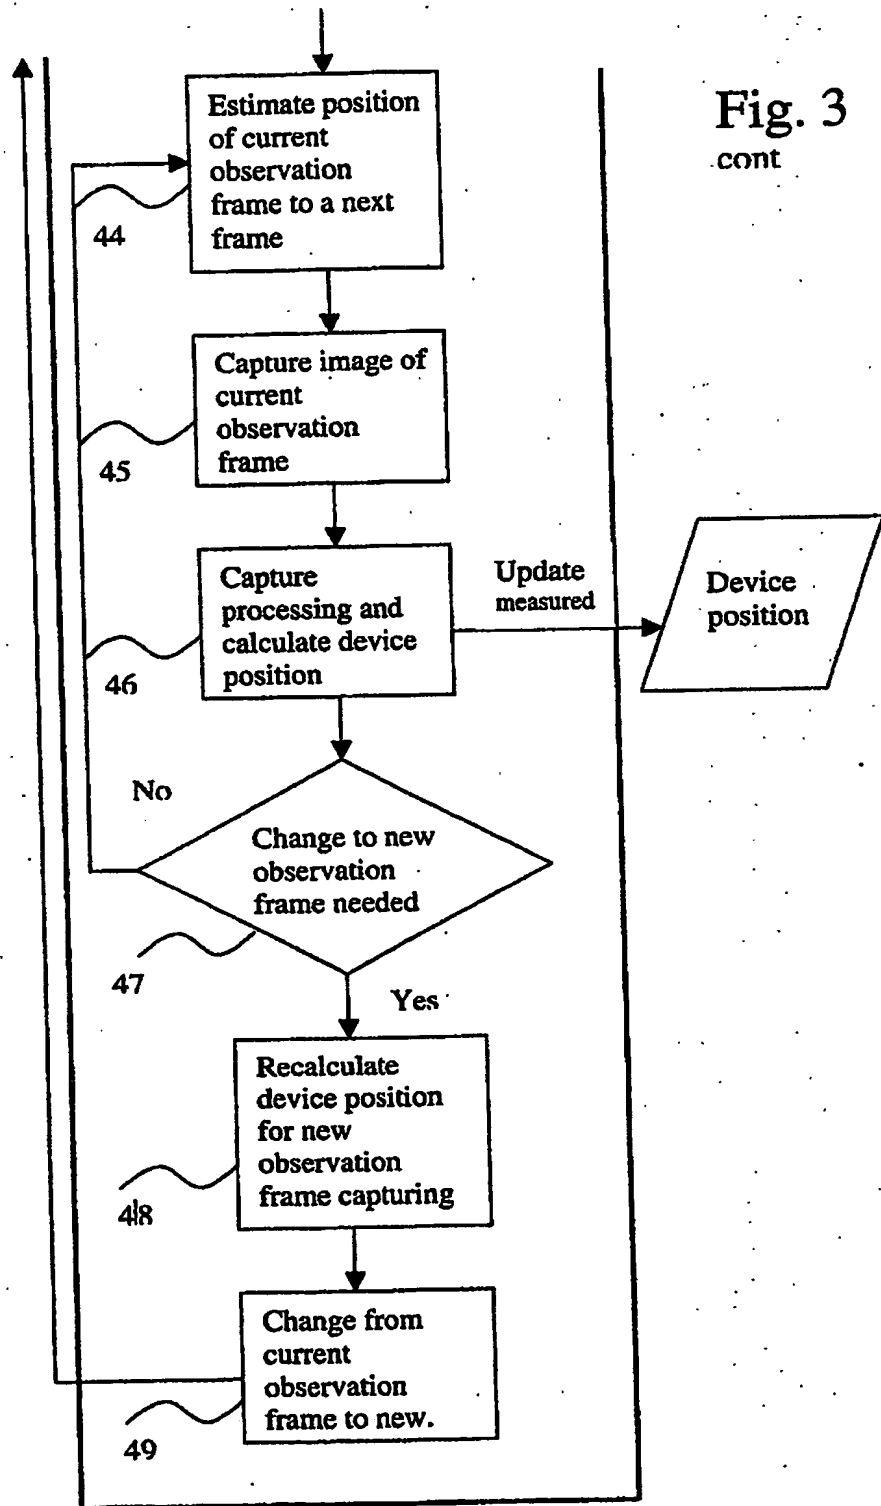 Fig. 3
cont
Estimate position
of current
observation
frame to a next
frame
44
Capture image of
current
observation
frame
45
Capture
processing and
calculate device
position
46
Update
measured
Device
position
No
Change to new
observation
frame needed
47
Yes
Recalculate
device position
for new
observation
frame capturing
48
Change from
current
observation
frame to new.
49